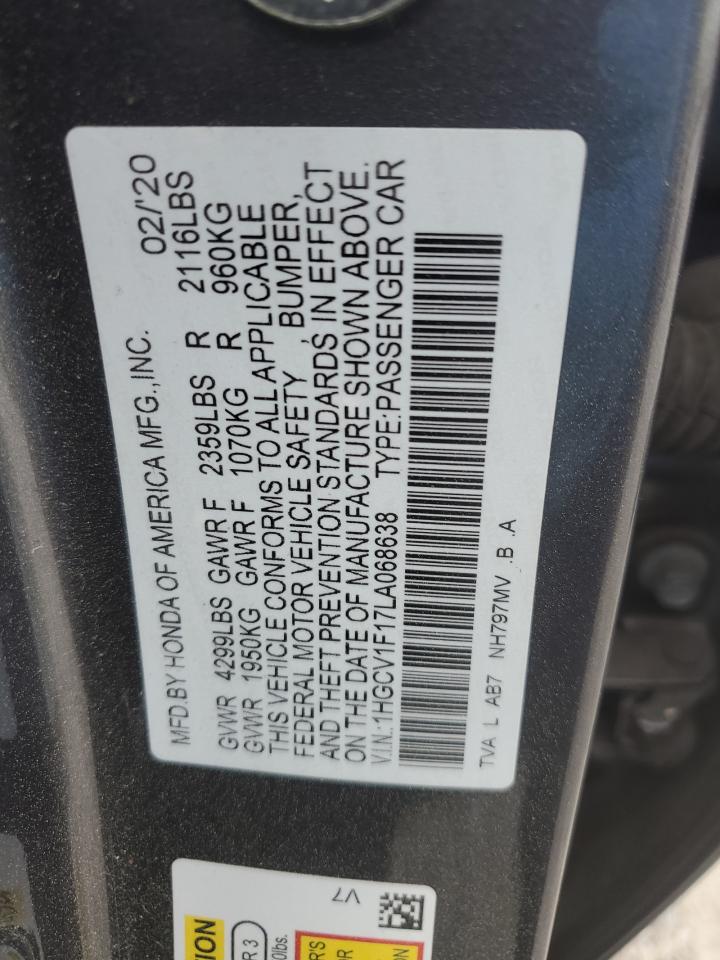 MFD.BY HONDA OF AMERICA MFG.,INC. 02/'20
GVWR 4299LBS GAWR F 2359LBS R 2116LBS
GVWR 1950KG GAWR F 1070KG R 960KG
THIS VEHICLE CONFORMS TO ALL APPLICABLE
FEDERAL MOTOR VEHICLE SAFETY , BUMPER,
AND THEFT PREVENTION STANDARDS IN EFFECT
ON THE DATE OF MANUFACTURE SHOWN ABOVE.
V.I.N.:1HGCV1F17LA068638 TYPE:PASSENGER CAR
TVA L AB7 NH797MV .B .A
V7